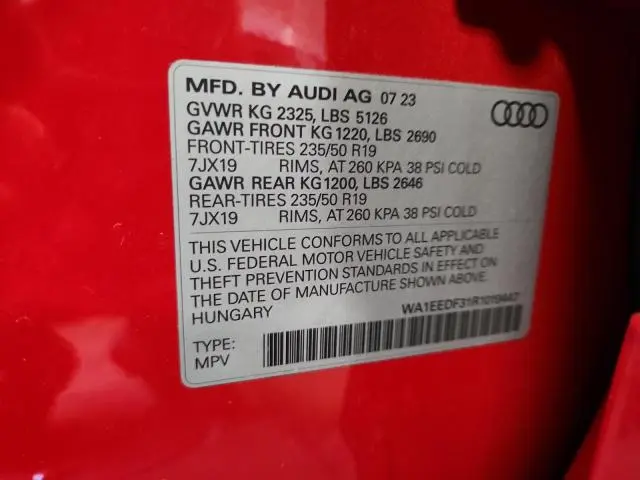 MFD. BY AUDI AG 07 23
GVWR KG 2325, LBS 5126
GAWR FRONT KG 1220, LBS 2690
FRONT-TIRES 235/50 R19
7JX19 RIMS, AT 260 KPA 38 PSI COLD
GAWR REAR KG1200, LBS 2646
REAR-TIRES 235/50 R19
7JX19 RIMS, AT 260 KPA 38 PSI COLD
THIS VEHICLE CONFORMS TO ALL APPLICABLE
U.S. FEDERAL MOTOR VEHICLE SAFETY AND
THEFT PREVENTION STANDARDS IN EFFECT ON
THE DATE OF MANUFACTURE SHOWN ABOVE.
HUNGARY
TYPE:
MPV